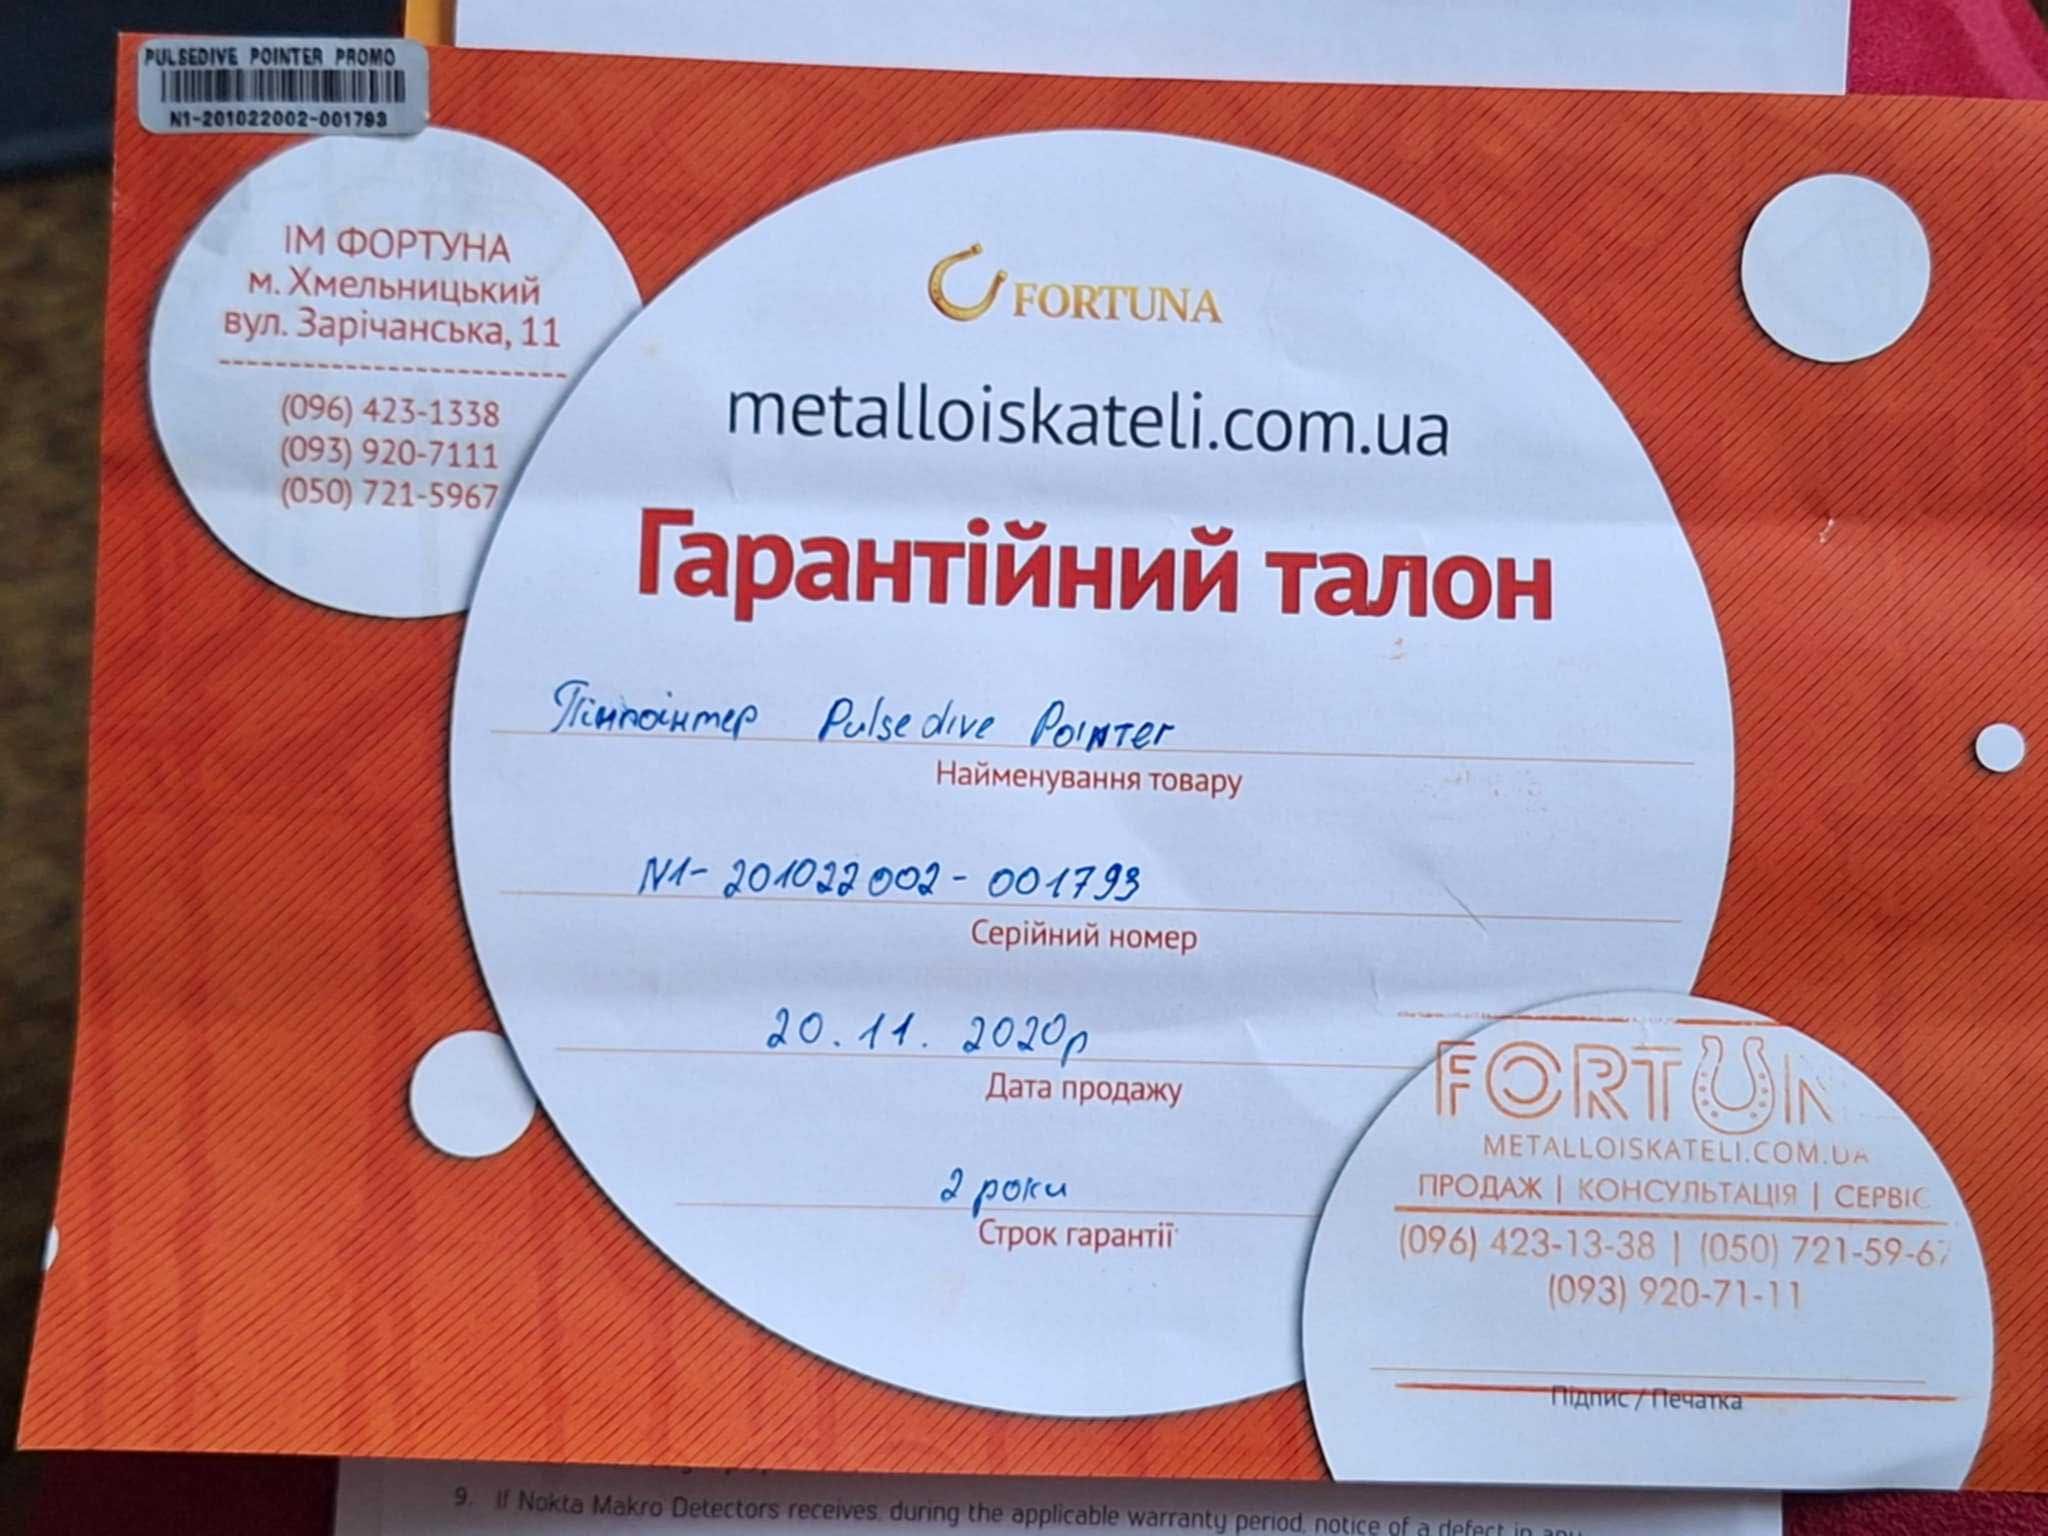 PULSEDIVE POINTER PROMO
N1-201022002-001793
ІМ ФОРТУНА
м. Хмельницький
вул. Зарічанська, 11
(096) 423-1338
(093) 920-7111
(050) 721-5967
FORTUNA
metalloiskateli.com.ua
Гарантійний талон
Пінпоінтер Pulsedive Pointer
Найменування товару
N1-201022002-001793
Серійний номер
20.11.2020р
Дата продажу
2 роки
Строк гарантії
FORTUN
METALLOISKATELI.COM.UA
ПРОДАЖ | КОНСУЛЬТАЦІЯ | СЕРВІС
(096) 423-13-38 | (050) 721-59-67
(093) 920-71-11
Підпис / Печатка
9. If Nokta Makro Detectors receives, during the applicable warranty period, notice of a defect in any